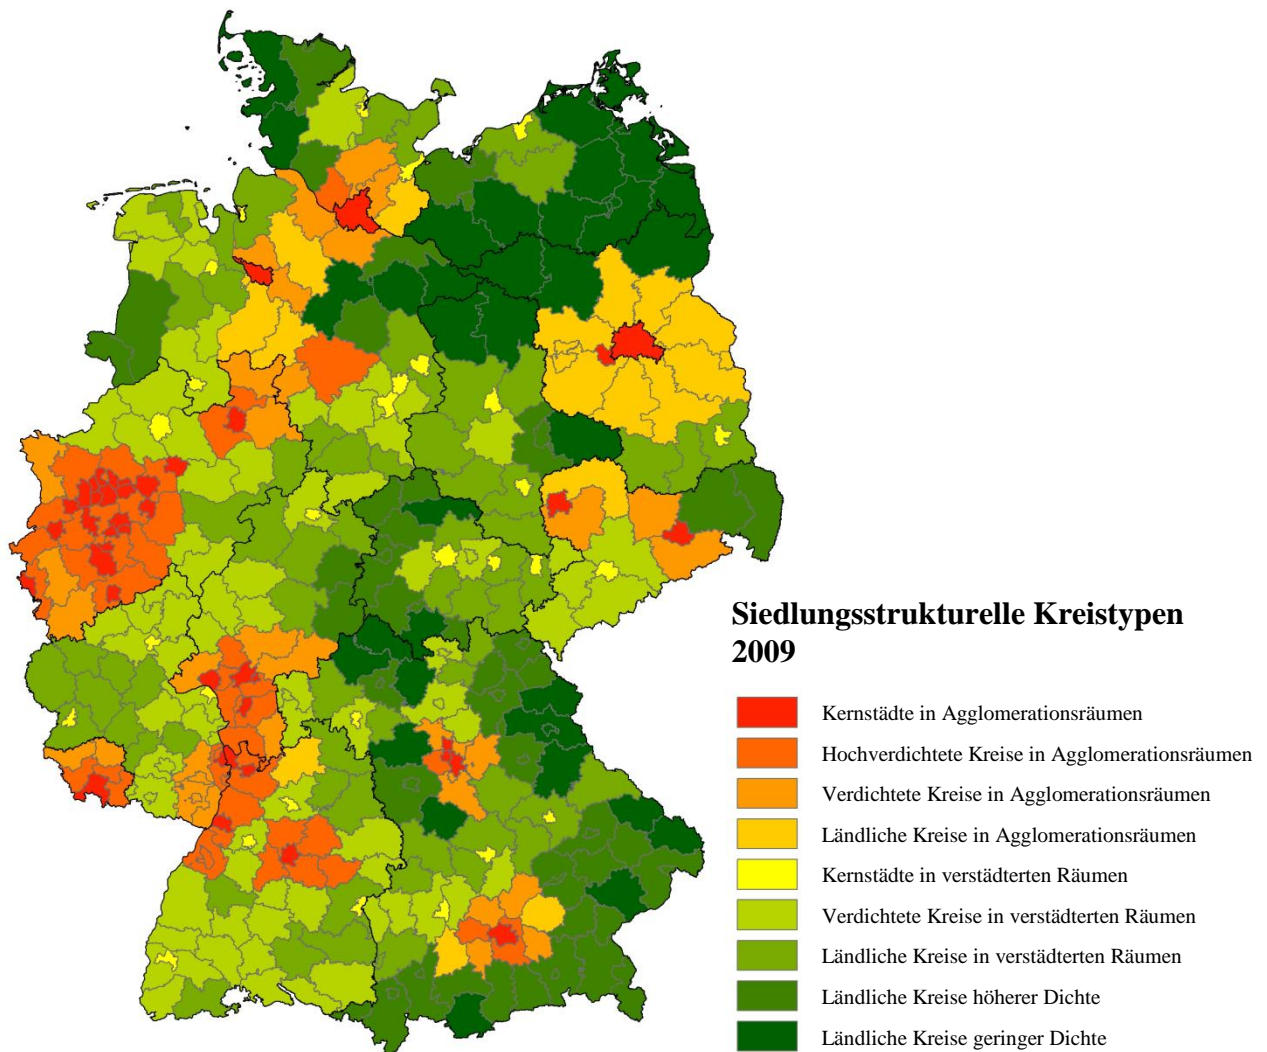 Siedlungsstrukturelle Kreistypen
2009
Kernstädte in Agglomerationsräumen
Hochverdichtete Kreise in Agglomerationsräumen
Verdichtete Kreise in Agglomerationsräumen
Ländliche Kreise in Agglomerationsräumen
Kernstädte in verstädterten Räumen
Verdichtete Kreise in verstädterten Räumen
Ländliche Kreise in verstädterten Räumen
Ländliche Kreise höherer Dichte
Ländliche Kreise geringer Dichte